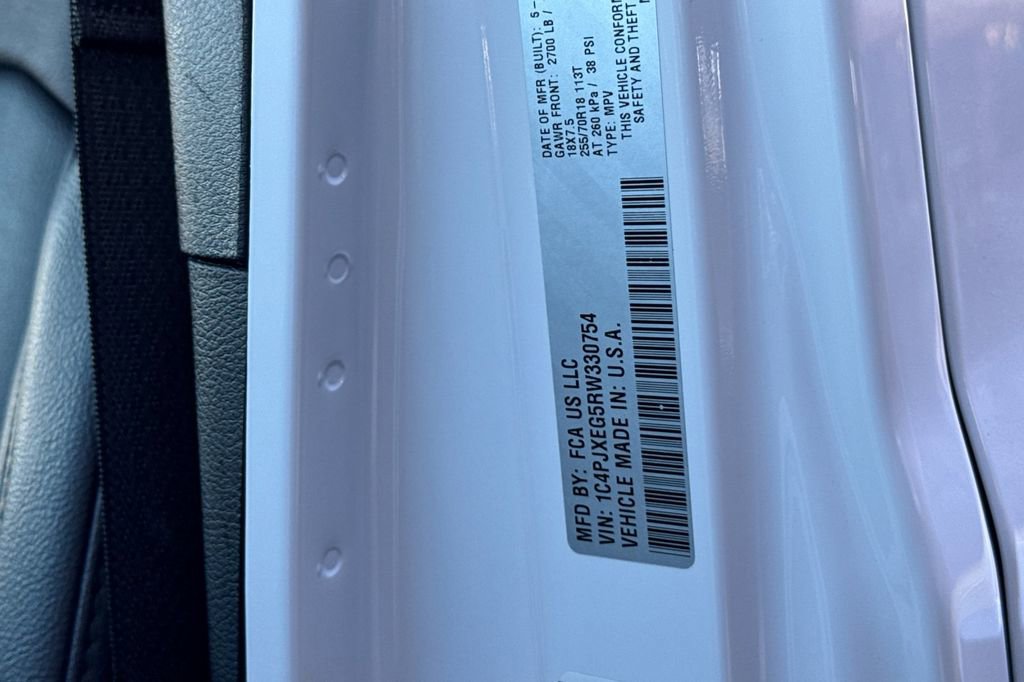 MFD BY: FCA US LLC
VIN: 1C4PJXEG5RW330754
VEHICLE MADE IN: U.S.A.
DATE OF MFR (BUILT): 5-
GAWR FRONT: 2700 LB /
18X7.5
255/70R18 113T
AT 260 kPa / 38 PSI
TYPE: MPV
THIS VEHICLE CONFOR
SAFETY AND THEFT